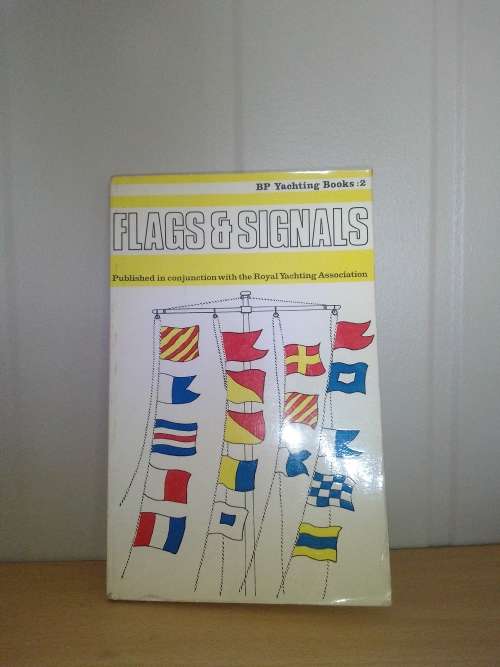 BP Yachting Books:2
FLAGS & SIGNALS
Published in conjunction with the Royal Yachting Association